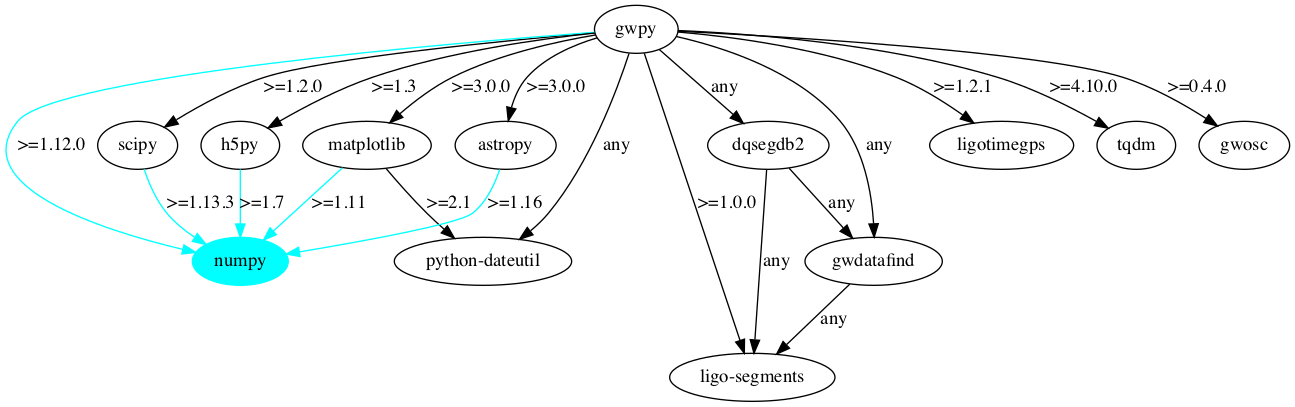 gwpy
>=1.2.0
>=1.3
>=3.0.0
>=3.0.0
any
>=1.2.1
>=4.10.0
>=0.4.0
>=1.12.0
scipy
h5py
matplotlib
astropy
any
dqsegdb2
any
ligotimegps
tqdm
gwosc
>=1.13.3
>=1.7
>=1.11
>=2.1
>=1.16
>=1.0.0
any
numpy
python-dateutil
any
gwdatafind
any
ligo-segments